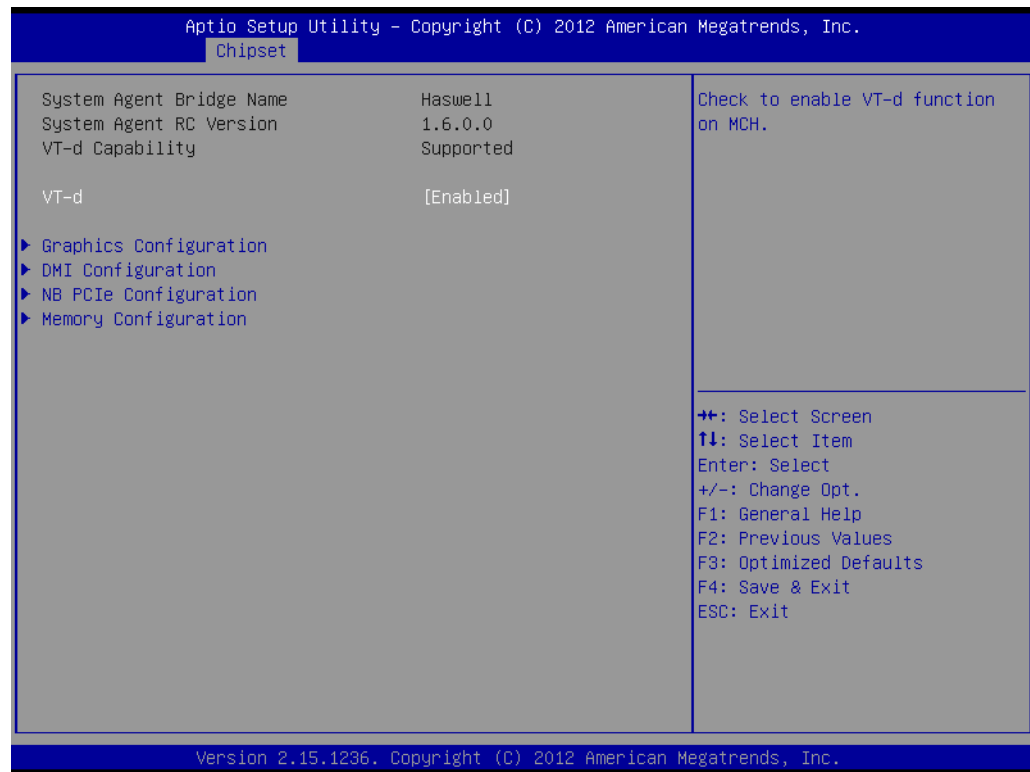 Aptio Setup Utility – Copyright (C) 2012 American Megatrends, Inc.
Chipset
System Agent Bridge Name Haswell
System Agent RC Version 1.6.0.0
VT-d Capability Supported
VT-d [Enabled]
▶ Graphics Configuration
▶ DMI Configuration
▶ NB PCIe Configuration
▶ Memory Configuration
Check to enable VT-d function
on MCH.
→←: Select Screen
↑↓: Select Item
Enter: Select
+/-: Change Opt.
F1: General Help
F2: Previous Values
F3: Optimized Defaults
F4: Save & Exit
ESC: Exit
Version 2.15.1236. Copyright (C) 2012 American Megatrends, Inc.